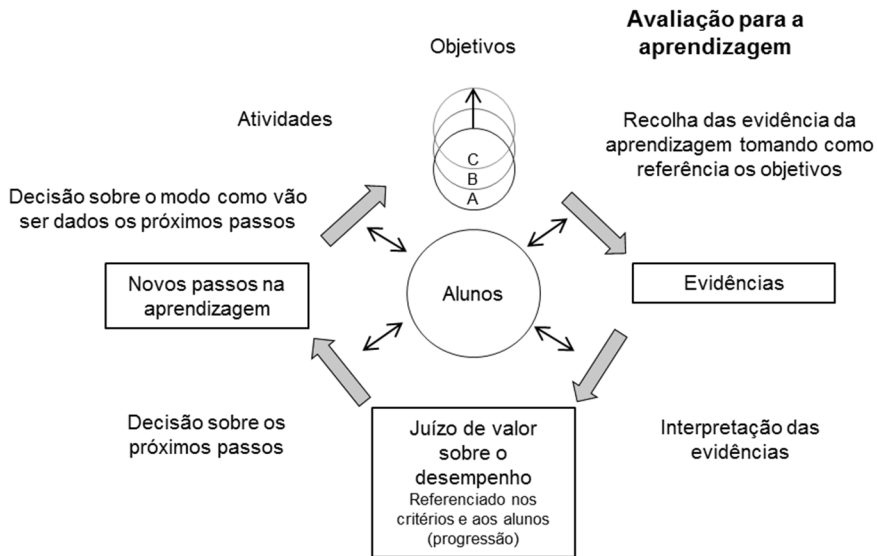 Avaliação para a
aprendizagem
Objetivos
Atividades
C
B
A
Recolha das evidência da
aprendizagem tomando como
referência os objetivos
Decisão sobre o modo como vão
ser dados os próximos passos
Novos passos na
aprendizagem
Alunos
Evidências
Decisão sobre os
próximos passos
Juízo de valor
sobre o
desempenho
Referenciado nos
critérios e aos alunos
(progressão)
Interpretação das
evidências